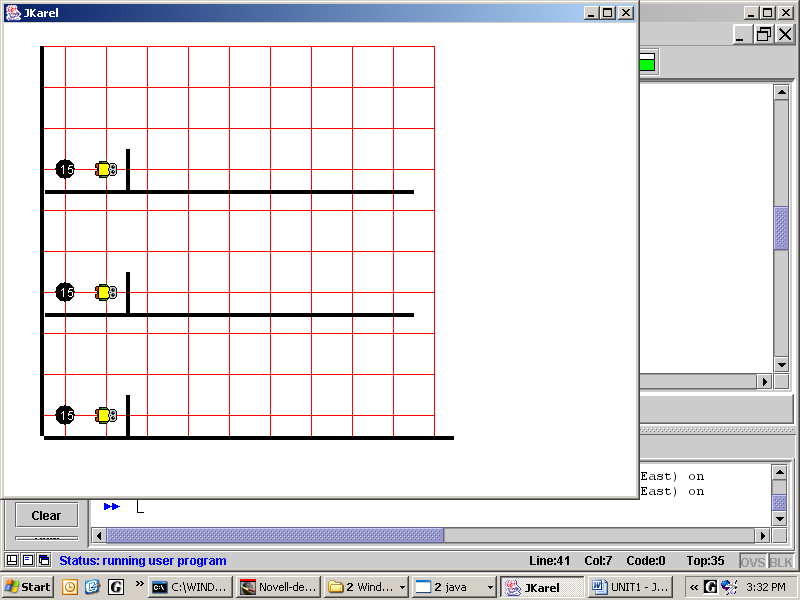 JKarel
15
15
15
East) on
East) on
Clear
Status: running user program
Line:41 Col:7 Code:0 Top:35
OVS BLK
Start
»
C:\WIND...
Novell-de...
2 Wind...
2 java
JKarel
UNIT1 - J...
«
3:32 PM